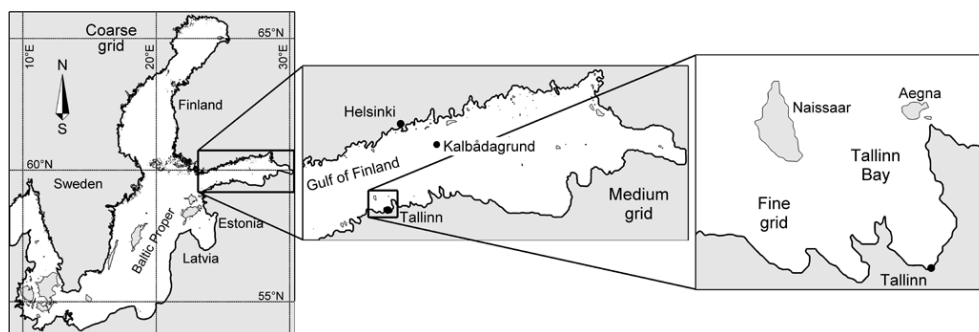 Coarse
grid
10°E
20°E
30°E
65°N
N
S
Finland
60°N
Sweden
Baltic Proper
Estonia
Latvia
55°N
Helsinki
Kalbådagrund
Gulf of Finland
Medium
grid
Tallinn
Naissaar
Aegna
Tallinn
Bay
Fine
grid
Tallinn